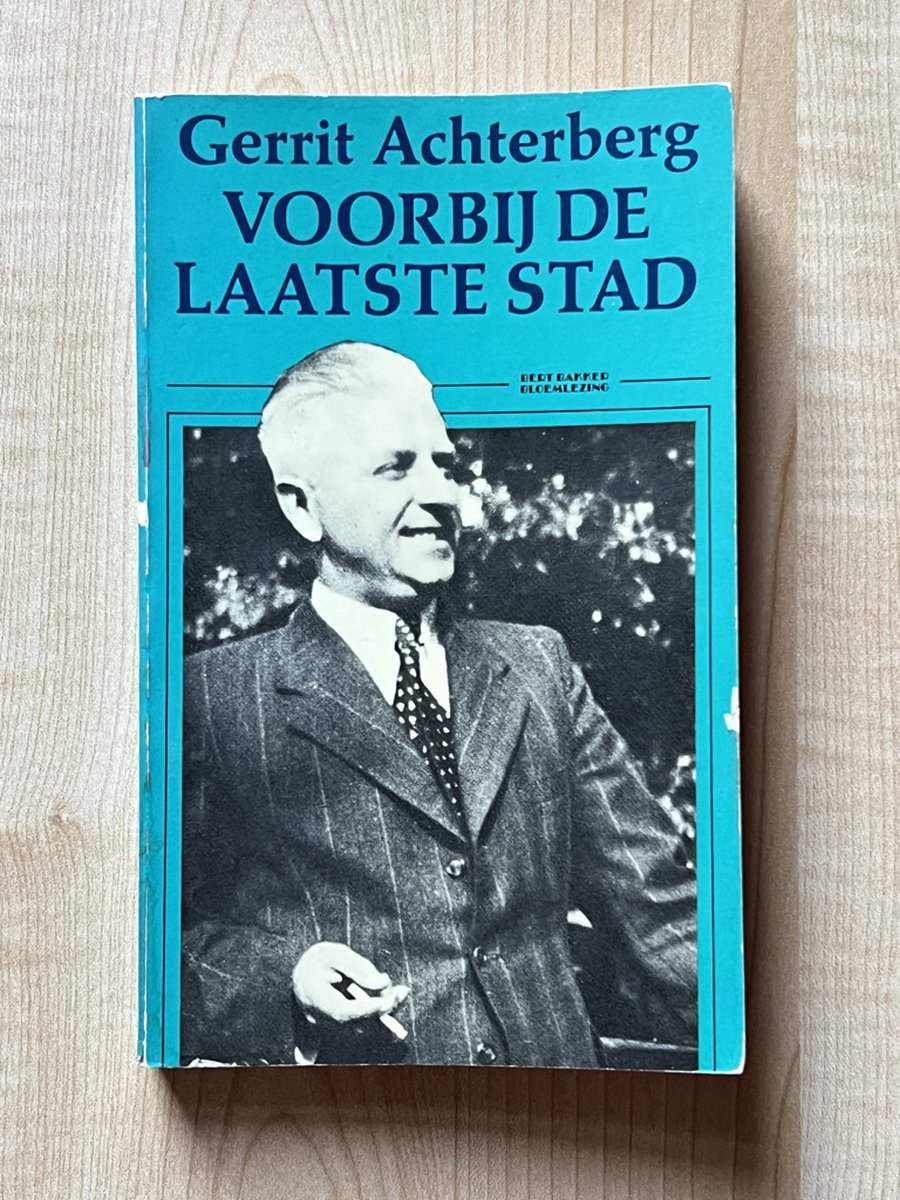 Gerrit Achterberg
VOORBIJ DE
LAATSTE STAD
BERT BAKKER
BLOEMLEZING